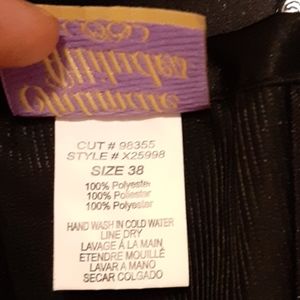 CUT # 98355
STYLE # X25998
SIZE 38
100% Polyester
100% Poliester
100% Polyester
HAND WASH IN COLD WATER
LINE DRY
LAVAGE À LA MAIN
ETENDRE MOUILLÉ
LAVAR A MANO
SECAR COLGADO